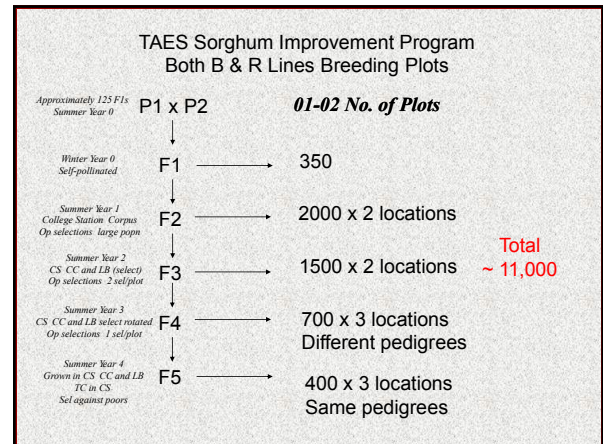 TAES Sorghum Improvement Program
Both B & R Lines Breeding Plots
Approximately 125 F1s
Summer Year 0
P1 x P2
01-02 No. of Plots
Winter Year 0
Self-pollinated
F1
350
Summer Year 1
College Station Corpus
Op selections large popn
F2
2000 x 2 locations
Summer Year 2
CS CC and LB (select)
Op selections 2 sel/plot
F3
1500 x 2 locations
Total
~ 11,000
Summer Year 3
CS CC and LB select rotated
Op selections 1 sel/plot
F4
700 x 3 locations
Different pedigrees
Summer Year 4
Grown in CS CC and LB
TC in CS
Sel against poors
F5
400 x 3 locations
Same pedigrees